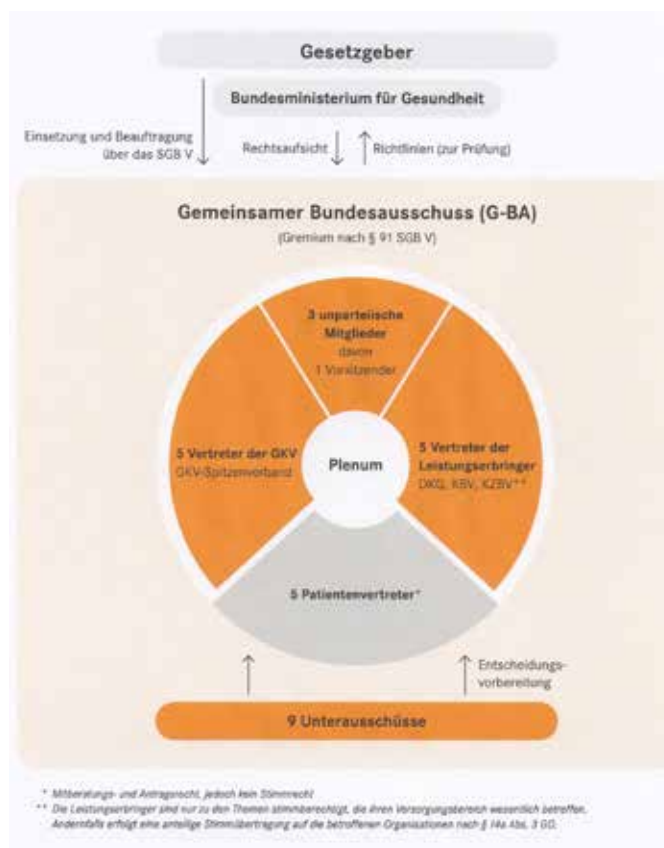 Gesetzgeber
Bundesministerium für Gesundheit
Einsetzung und Beauftragung
über das SGB V
Rechtsaufsicht
Richtlinien (zur Prüfung)
Gemeinsamer Bundesausschuss (G-BA)
(Gremium nach § 91 SGB V)
3 unparteiische
Mitglieder
davon
1 Vorsitzender
5 Vertreter der GKV
GKV-Spitzenverband
Plenum
5 Vertreter der
Leistungserbringer
DKG, KBV, KZBV**
5 Patientenvertreter*
Entscheidungs-
vorbereitung
9 Unterausschüsse
* Mitberatungs- und Antragsrecht, jedoch kein Stimmrecht
** Die Leistungserbringer sind nur zu den Themen stimmberechtigt, die ihren Versorgungsbereich wesentlich betreffen.
Andernfalls erfolgt eine anteilige Stimmübertragung auf die betroffenen Organisationen nach § 14a Abs. 3 GO.